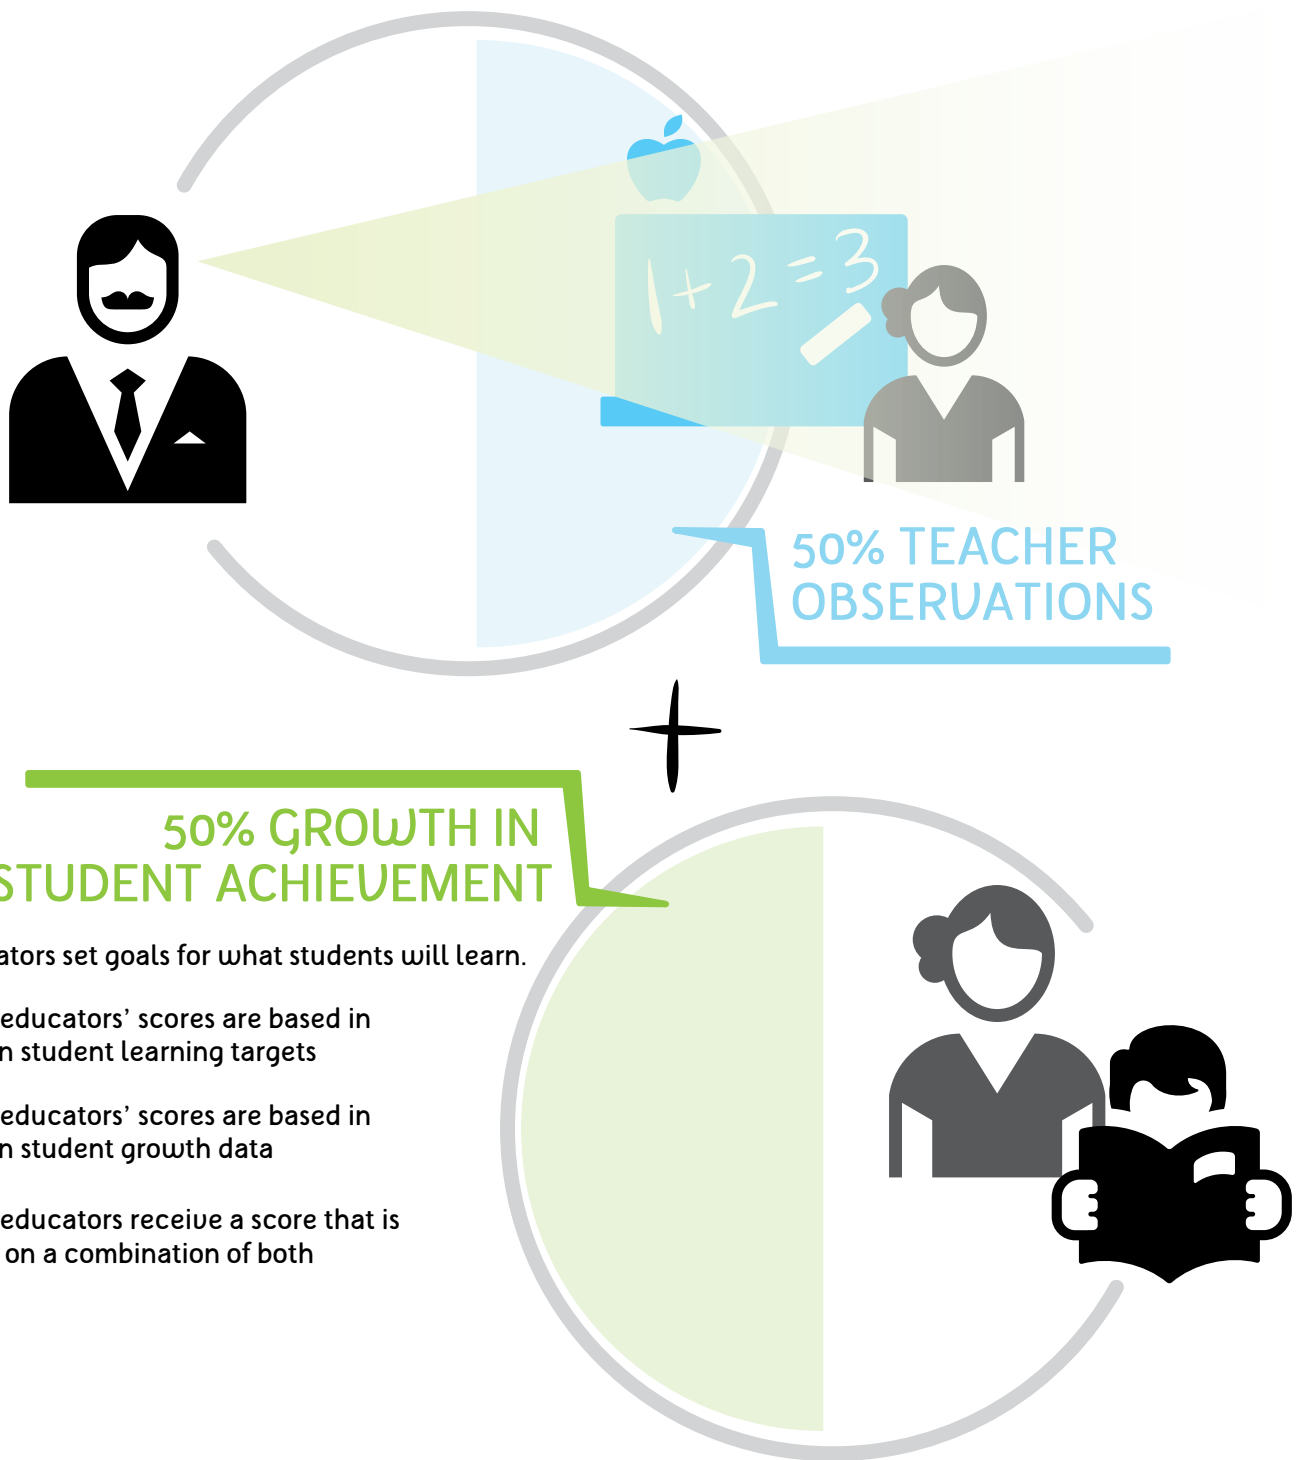 1+2=3
50% TEACHER
OBSERVATIONS
+
50% GROWTH IN
STUDENT ACHIEVEMENT
ators set goals for what students will learn.
educators’ scores are based in
n student learning targets
educators’ scores are based in
n student growth data
educators receive a score that is
on a combination of both